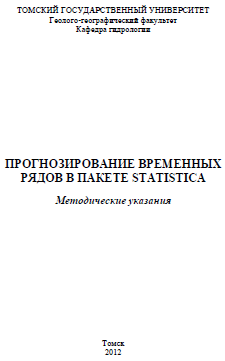 ТОМСКИЙ ГОСУДАРСТВЕННЫЙ УНИВЕРСИТЕТ
Геолого-географический факультет
Кафедра гидрологии
ПРОГНОЗИРОВАНИЕ ВРЕМЕННЫХ
РЯДОВ В ПАКЕТЕ STATISTICA
Методические указания
Томск
2012